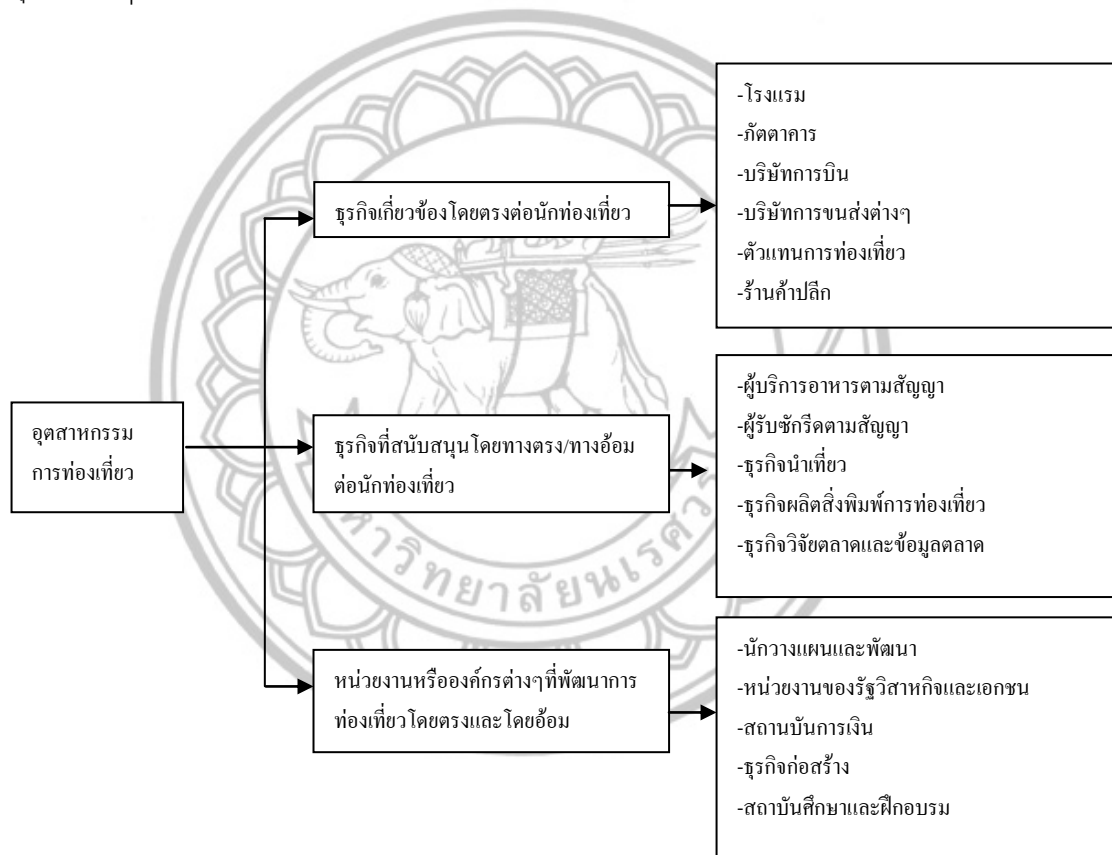 -โรงแรม
-ภัตตาคาร
-บริษัทการบิน
-บริษัทการขนส่งต่างๆ
-ตัวแทนการท่องเที่ยว
-ร้านค้าปลีก
ธุรกิจเกี่ยวข้องโดยตรงต่อนักท่องเที่ยว
อุตสาหกรรม
การท่องเที่ยว
ธุรกิจที่สนับสนุนโดยทางตรง/ทางอ้อม
ต่อนักท่องเที่ยว
-ผู้บริการอาหารตามสัญญา
-ผู้รับซักรีดตามสัญญา
-ธุรกิจนำเที่ยว
-ธุรกิจผลิตสิ่งพิมพ์การท่องเที่ยว
-ธุรกิจวิจัยตลาดและข้อมูลตลาด
หน่วยงานหรือองค์กรต่างๆที่พัฒนาการ
ท่องเที่ยวโดยตรงและโดยอ้อม
-นักวางแผนและพัฒนา
-หน่วยงานของรัฐวิสาหกิจและเอกชน
-สถานบันการเงิน
-ธุรกิจก่อสร้าง
-สถาบันศึกษาและฝึกอบรม